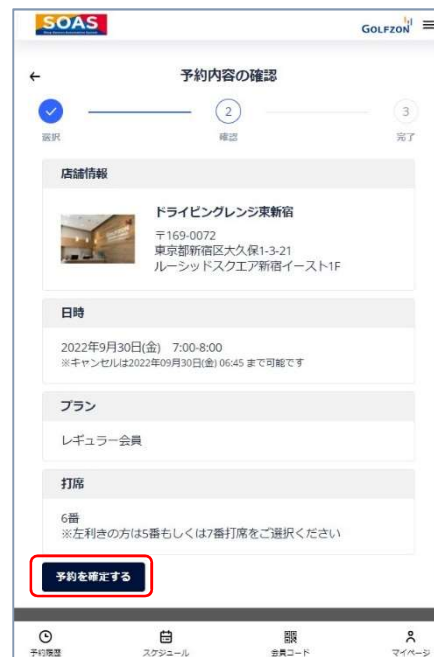 SOAS
GOLFZON
予約内容の確認
2
3
選択
確認
完了
店舗情報
ドライビングレンジ東新宿
〒169-0072
東京都新宿区大久保1-3-21
ルーシッドスクエア新宿イースト1F
日時
2022年9月30日(金) 7:00-8:00
※キャンセルは2022年09月30日(金) 06:45 まで可能です
プラン
レギュラー会員
打席
6番
※左利きの方は5番もしくは7番打席をご選択ください
予約を確定する
予約履歴
スケジュール
会員コード
マイページ